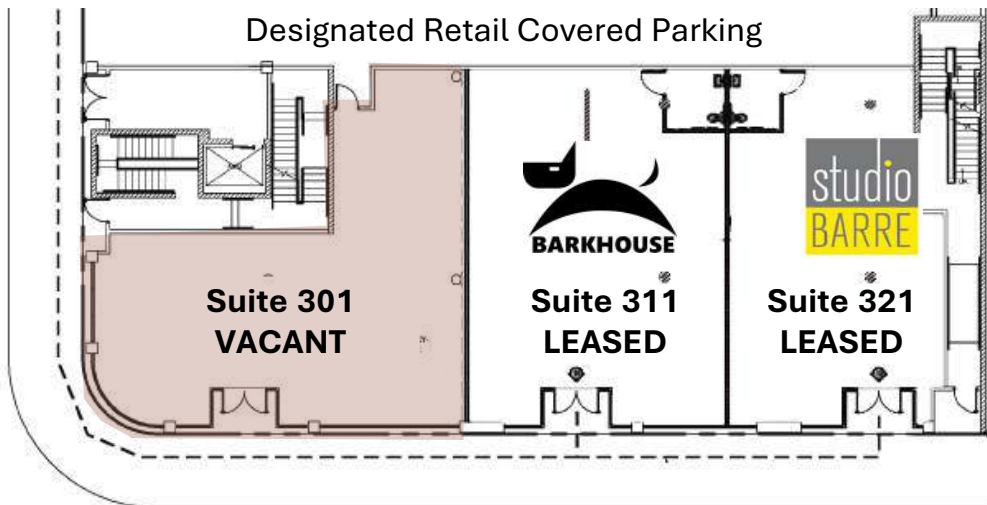 Designated Retail Covered Parking
BARKHOUSE
studio
BARRE
Suite 301
VACANT
Suite 311
LEASED
Suite 321
LEASED